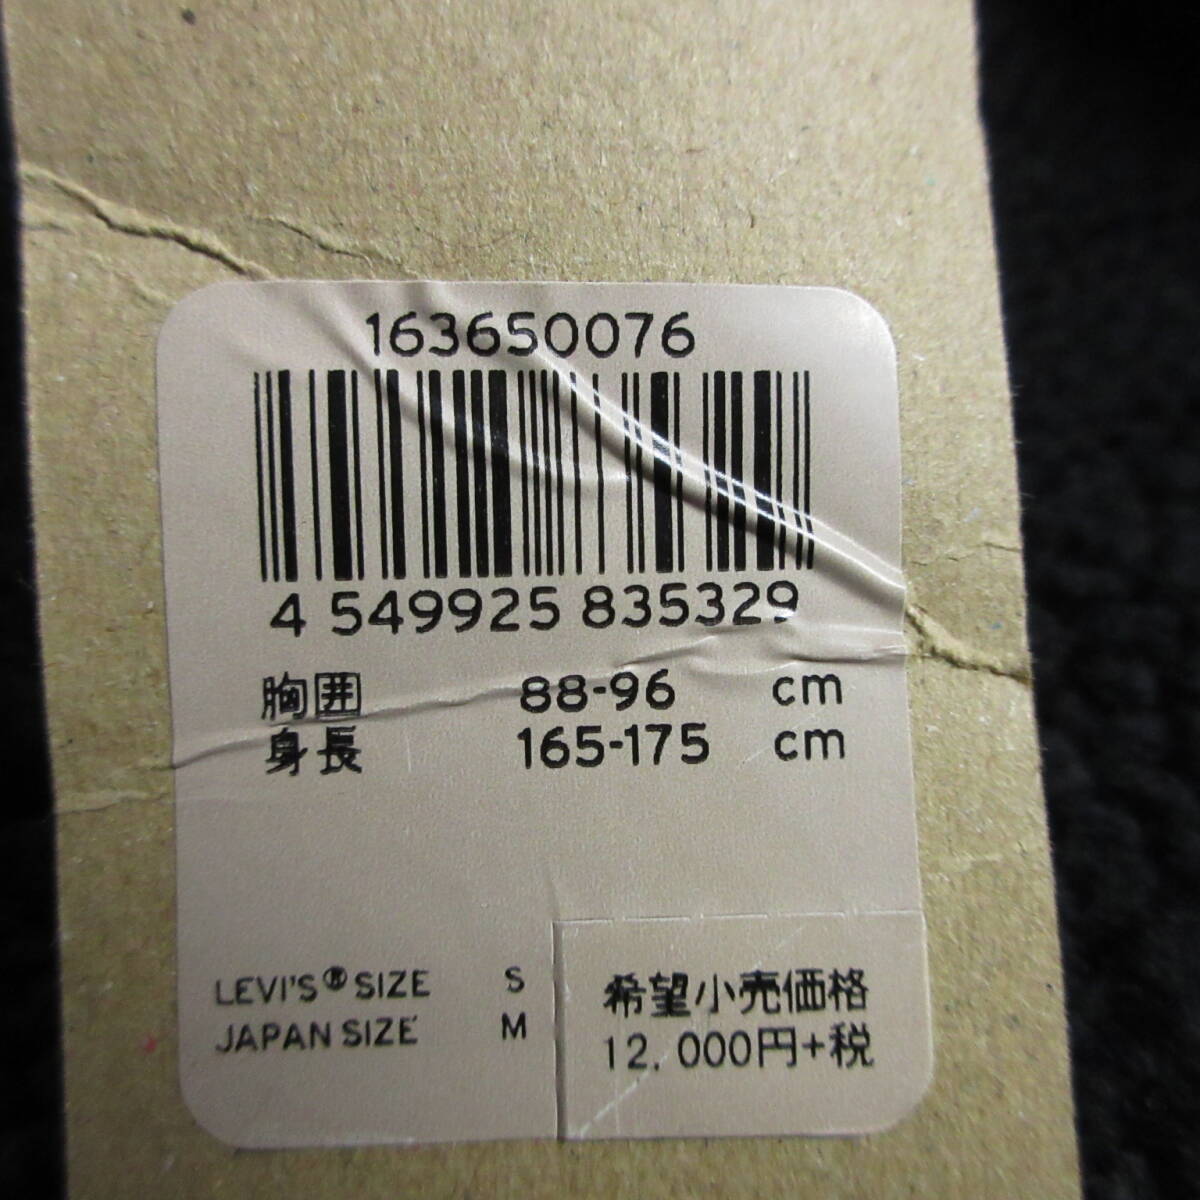 163650076
4 549925 835329
胸囲 88-96 cm
身長 165-175 cm
LEVI'S® SIZE S
JAPAN SIZE M
希望小売価格
12,000円+税